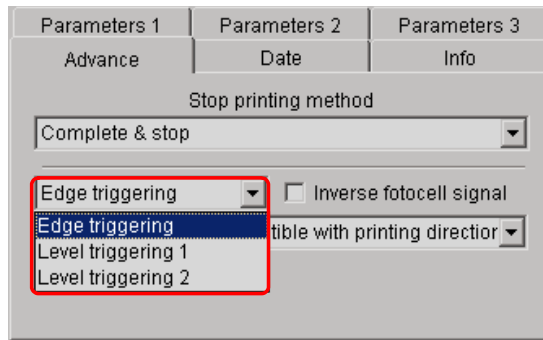 Parameters 1 Parameters 2 Parameters 3
Advance Date Info
Stop printing method
Complete & stop
Edge triggering Inverse fotocell signal
Edge triggering tible with printing direction
Level triggering 1
Level triggering 2